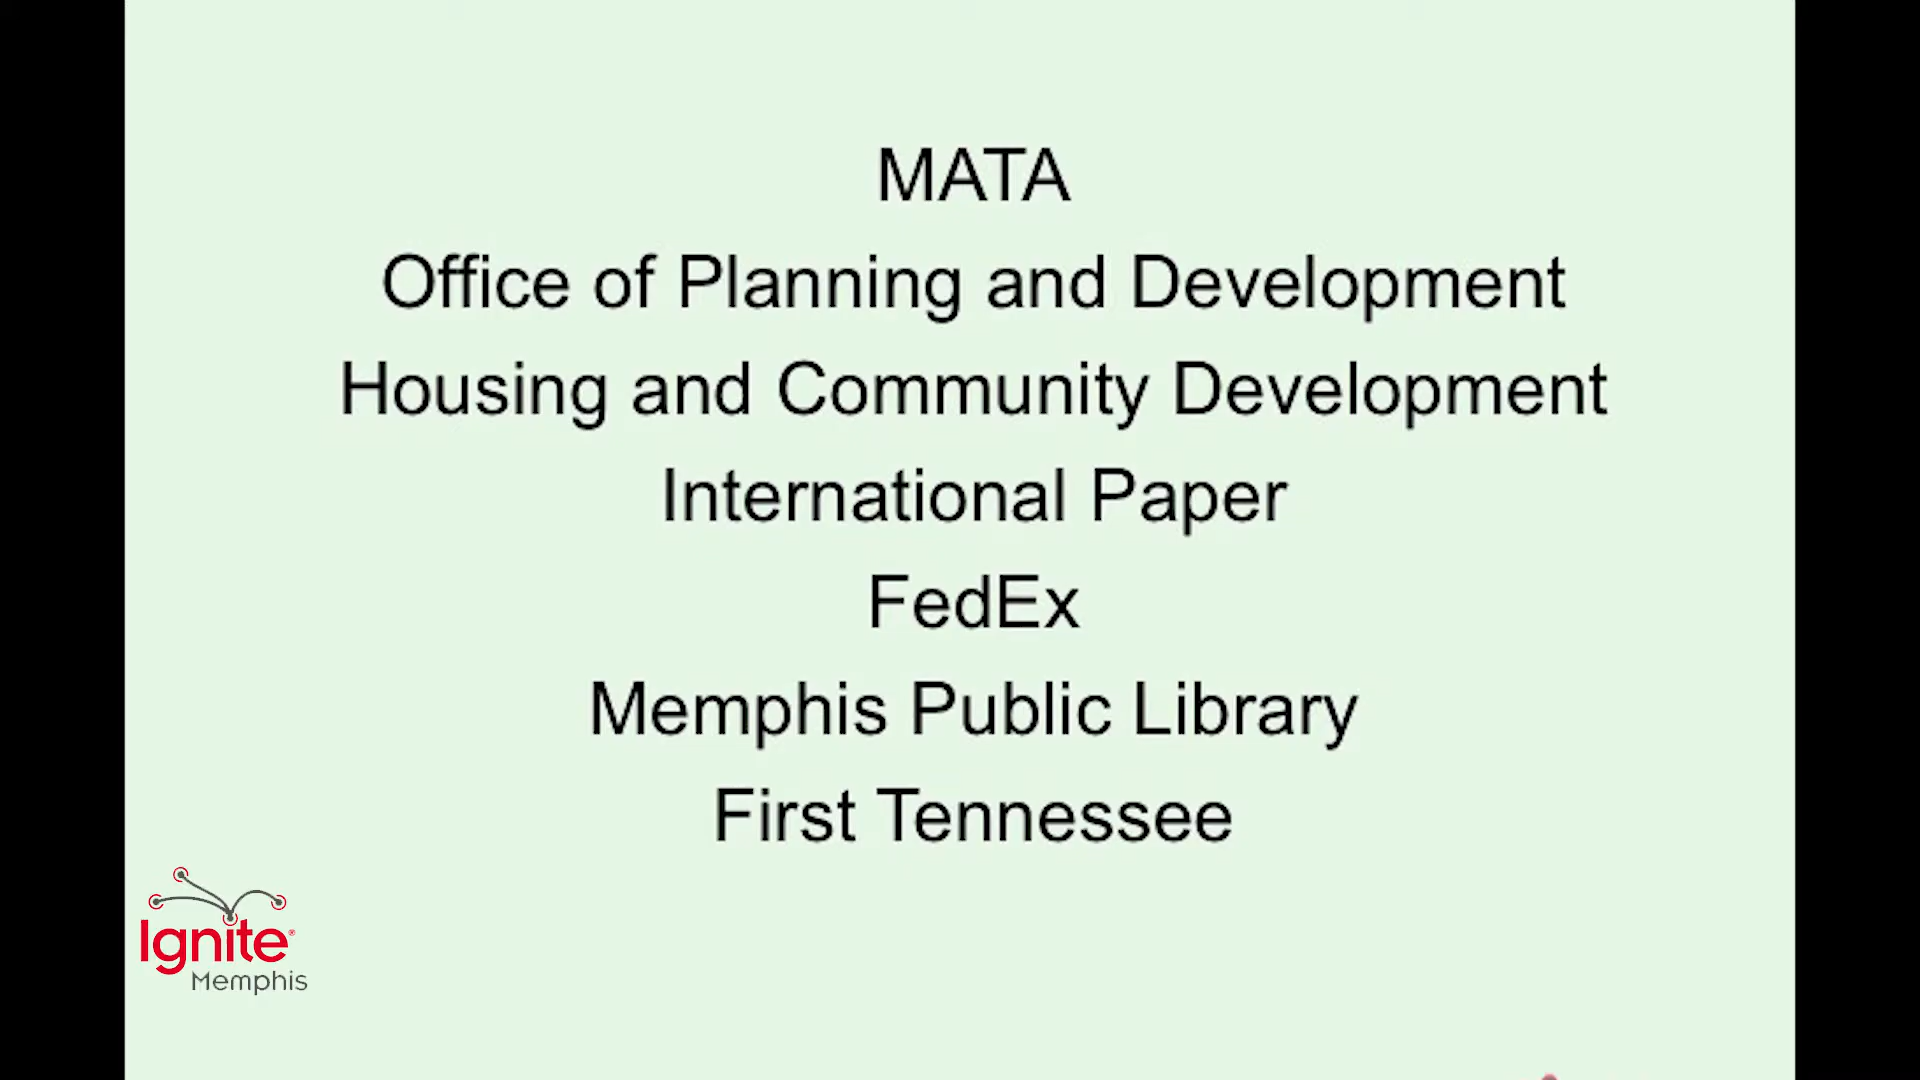 MATA
Office of Planning and Development
Housing and Community Development
International Paper
FedEx
Memphis Public Library
First Tennessee
Ignite®
Memphis